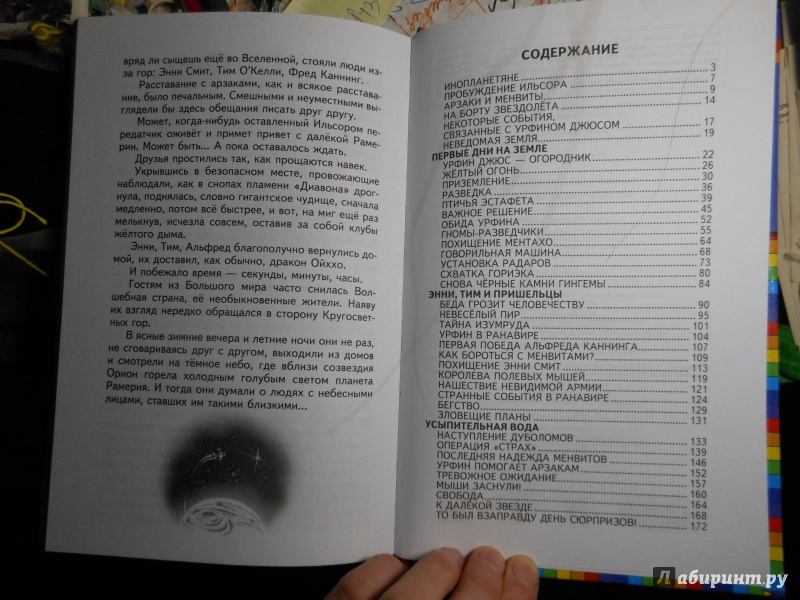 вряд ли сыщешь ещё во Вселенной, стояли люди из-
за гор: Энни Смит, Тим О'Келли, Фред Каннинг.
Расставание с арзаками, как и всякое расстава-
ние, было печальным. Смешными и неуместными вы-
глядели бы здесь обещания писать друг другу.
Может, когда-нибудь оставленный Ильсором пе-
редатчик оживёт и примет привет с далёкой Раме-
рии. Может быть... А пока оставалось ждать.
Друзья простились так, как прощаются навек.
Укрывшись в безопасном месте, провожающие
наблюдали, как в снопах пламени «Диавона» дрог-
нула, поднялась, словно гигантское чудище, сначала
медленно, потом всё быстрее, и вот, на миг ещё раз
мелькнув, исчезла совсем, оставив за собой клубы
жёлтого дыма.
Энни, Тим, Альфред благополучно вернулись до-
мой, их доставил, как обычно, дракон Ойххо.
И побежало время — секунды, минуты, часы.
Гостям из Большого мира часто снилась Вол-
шебная страна, её необыкновенные жители. Наяву
их взгляд нередко обращался в сторону Кругосвет-
ных гор.
В ясные зимние вечера и летние ночи они не раз,
не сговариваясь друг с другом, выходили из домов
и смотрели на тёмное небо, где вблизи созвездия
Орион горела холодным голубым светом планета
Рамерия. И тогда они думали о людях с небесными
лицами, ставших им такими близкими...
СОДЕРЖАНИЕ
ИНОПЛАНЕТЯНЕ 3
ПРОБУЖДЕНИЕ ИЛЬСОРА 7
АРЗАКИ И МЕНВИТЫ 9
НА БОРТУ ЗВЕЗДОЛЁТА 14
НЕКОТОРЫЕ СОБЫТИЯ,
СВЯЗАННЫЕ С УРФИНОМ ДЖЮСОМ 17
НЕВЕДОМАЯ ЗЕМЛЯ 19
ПЕРВЫЕ ДНИ НА ЗЕМЛЕ
УРФИН ДЖЮС — ОГОРОДНИК 22
ЖЁЛТЫЙ ОГОНЬ 26
ПРИЗЕМЛЕНИЕ 30
РАЗВЕДКА 36
ПТИЧЬЯ ЭСТАФЕТА 39
ВАЖНОЕ РЕШЕНИЕ 45
ОБИДА УРФИНА 52
ГНОМЫ-РАЗВЕДЧИКИ 55
ПОХИЩЕНИЕ МЕНТАХО 64
ГОВОРИЛЬНАЯ МАШИНА 68
УСТАНОВКА РАДАРОВ 73
СХВАТКА ГОРИЭКА 80
СНОВА ЧЁРНЫЕ КАМНИ ГИНГЕМЫ 84
ЭННИ, ТИМ И ПРИШЕЛЬЦЫ
БЕДА ГРОЗИТ ЧЕЛОВЕЧЕСТВУ 90
НЕВЕСЁЛЫЙ ПИР 95
ТАЙНА ИЗУМРУДА 101
УРФИН В РАНАВИРЕ 104
ПЕРВАЯ ПОБЕДА АЛЬФРЕДА КАННИНГА 107
КАК БОРОТЬСЯ С МЕНВИТАМИ? 109
ПОХИЩЕНИЕ ЭННИ СМИТ 113
КОРОЛЕВА ПОЛЕВЫХ МЫШЕЙ 119
НАШЕСТВИЕ НЕВИДИМОЙ АРМИИ 121
СТРАННЫЕ СОБЫТИЯ В РАНАВИРЕ 124
БЕГСТВО 129
ЗЛОВЕЩИЕ ПЛАНЫ 131
УСЫПИТЕЛЬНАЯ ВОДА
НАСТУПЛЕНИЕ ДУБОЛОМОВ 133
ОПЕРАЦИЯ «СТРАХ» 139
ПОСЛЕДНЯЯ НАДЕЖДА МЕНВИТОВ 146
УРФИН ПОМОГАЕТ АРЗАКАМ 152
ТРЕВОЖНОЕ ОЖИДАНИЕ 157
МЫШИ ЗАСНУЛИ! 160
СВОБОДА 164
К ДАЛЁКОЙ ЗВЕЗДЕ 168
ТО БЫЛ ВЗАПРАВДУ ДЕНЬ СЮРПРИЗОВ! 172
Лабиринт.ру